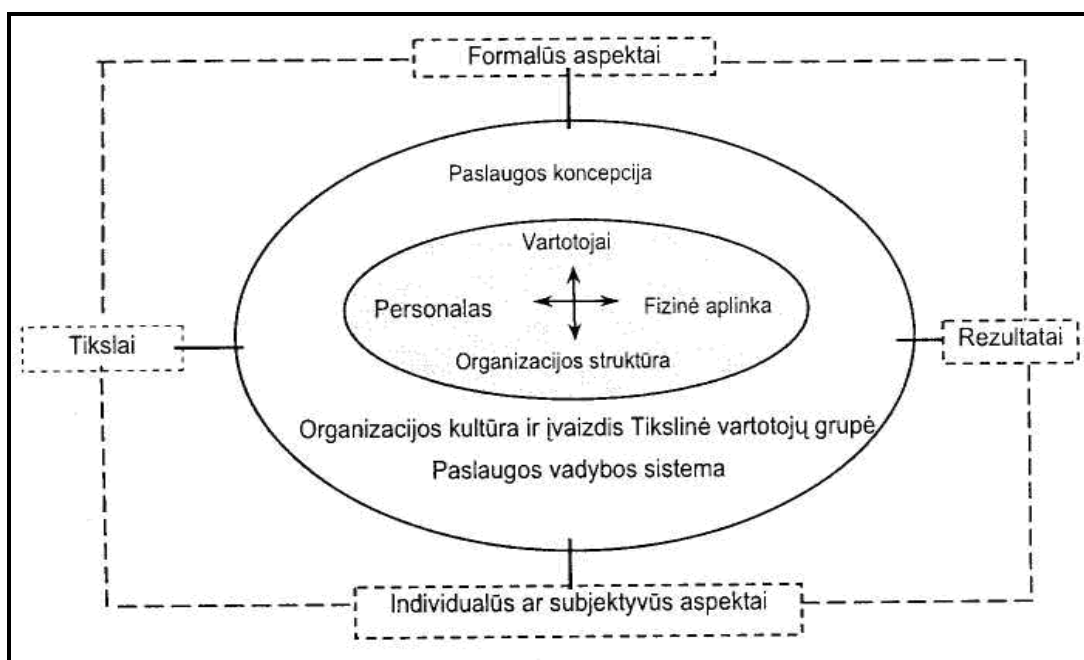 Formalūs aspektai
Paslaugos koncepcija
Vartotojai
Personalas
Fizinė aplinka
Organizacijos struktūra
Tikslai
Rezultatai
Organizacijos kultūra ir įvaizdis Tikslinė vartotojų grupė
Paslaugos vadybos sistema
Individualūs ar subjektyvūs aspektai